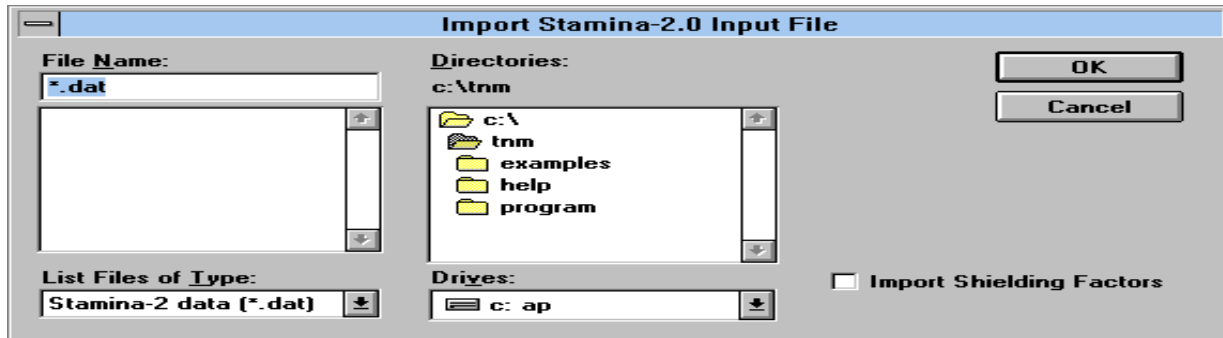 Import Stamina-2.0 Input File
File Name:
*.dat
Directories:
c:\tnm
c:\
tnm
examples
help
program
OK
Cancel
List Files of Type:
Stamina-2 data (*.dat)
Drives:
c: ap
Import Shielding Factors